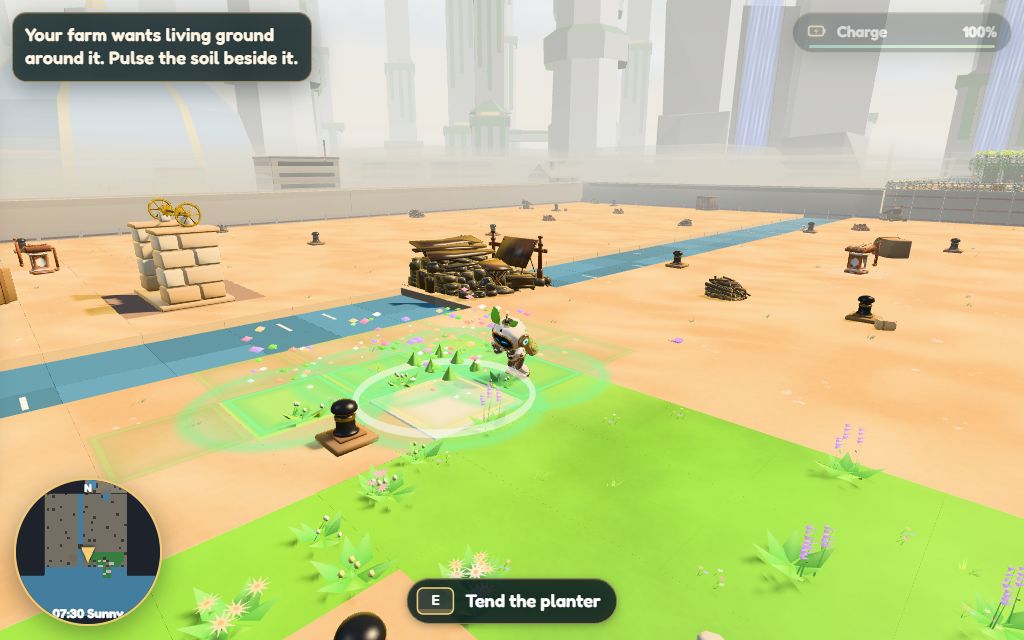 Your farm wants living ground
around it. Pulse the soil beside it.
Charge 100%
N
07:30 Sunny
E Tend the planter